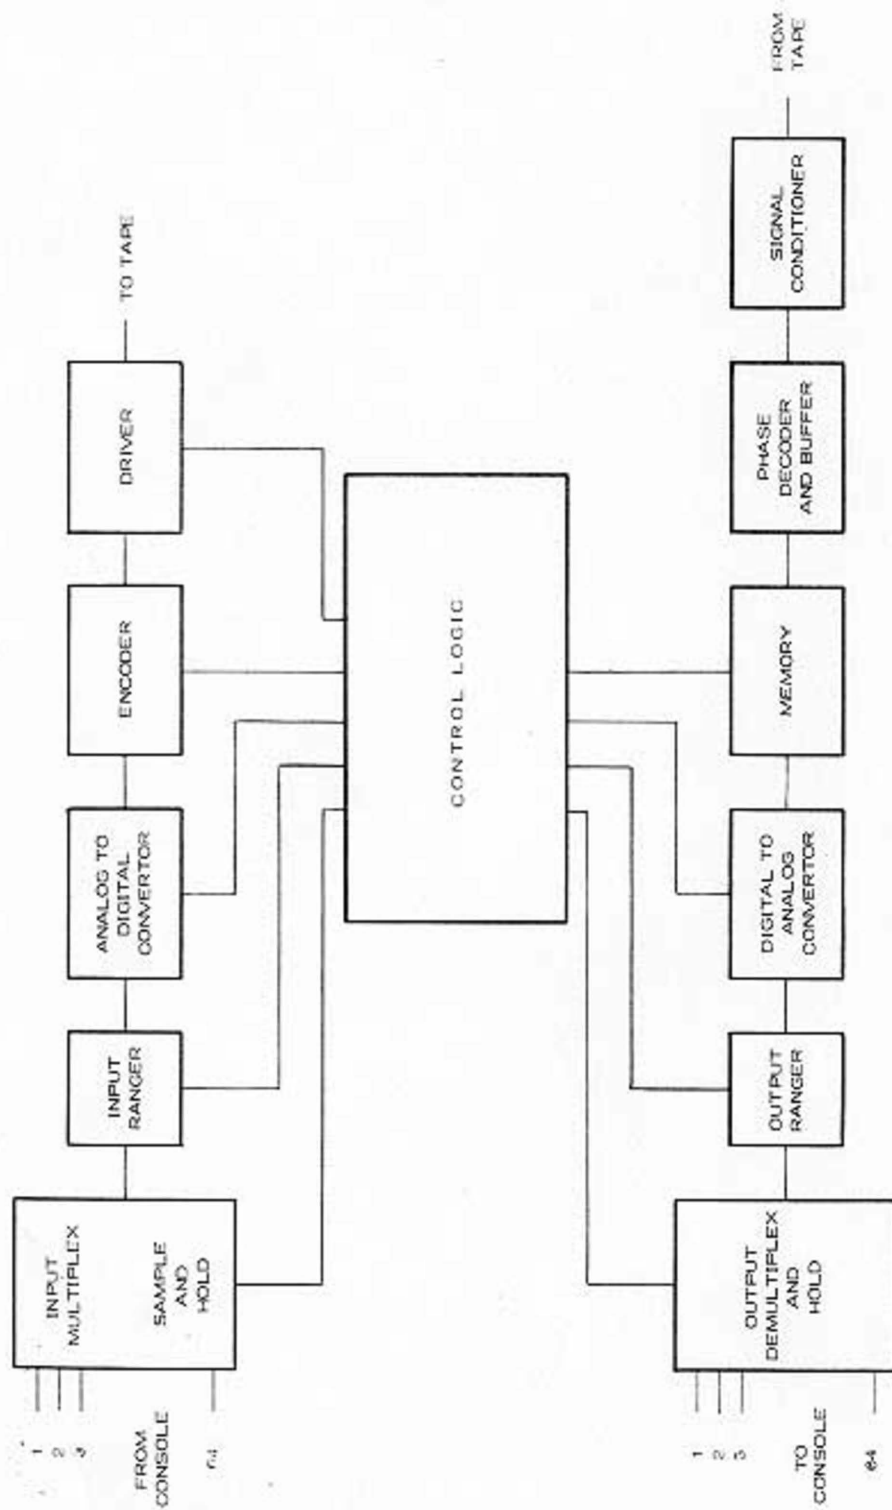 1
2
3
FROM
CONSOLE
64
INPUT
MULTIPLEX
SAMPLE
AND
HOLD
INPUT
RANGER
ANALOG TO
DIGITAL
CONVERTOR
ENCODER
DRIVER
TO TAPE
CONTROL LOGIC
1
2
3
TO
CONSOLE
64
OUTPUT
DEMULTIPLEX
AND
HOLD
OUTPUT
RANGER
DIGITAL TO
ANALOG
CONVERTOR
MEMORY
PHASE
DECODER
AND BUFFER
SIGNAL
CONDITIONER
FROM
TAPE